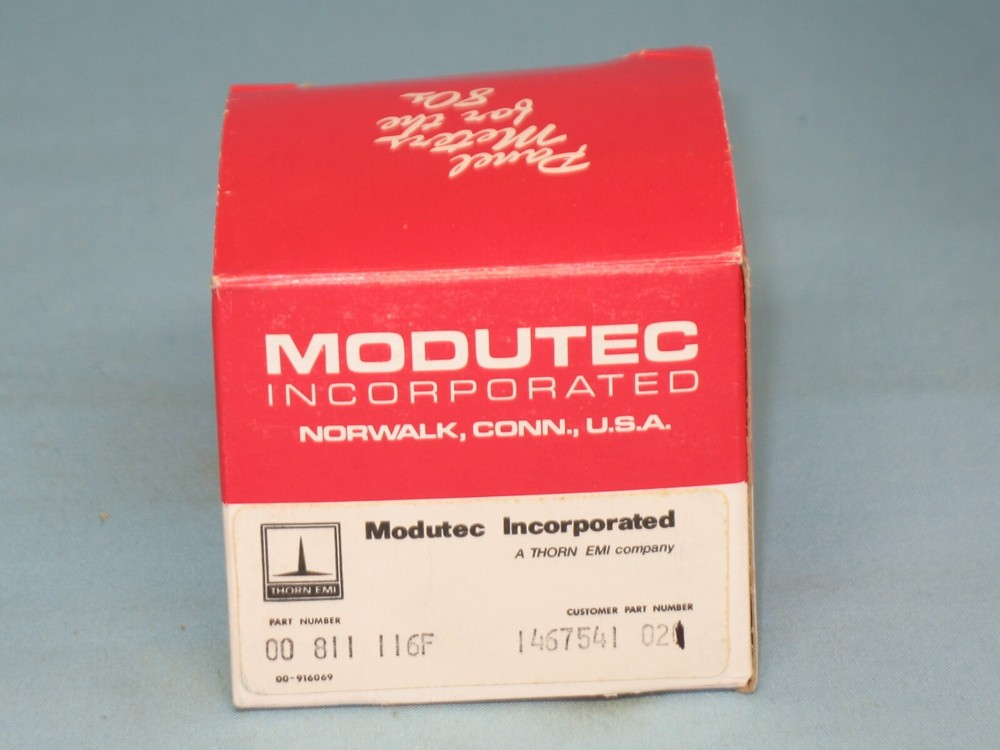 Panel
Meters
for the
80s
MODUTEC
INCORPORATED
NORWALK, CONN., U.S.A.
Modutec Incorporated
A THORN EMI company
THORN EMI
PART NUMBER
00 811 116F
CUSTOMER PART NUMBER
1467541
00-916069